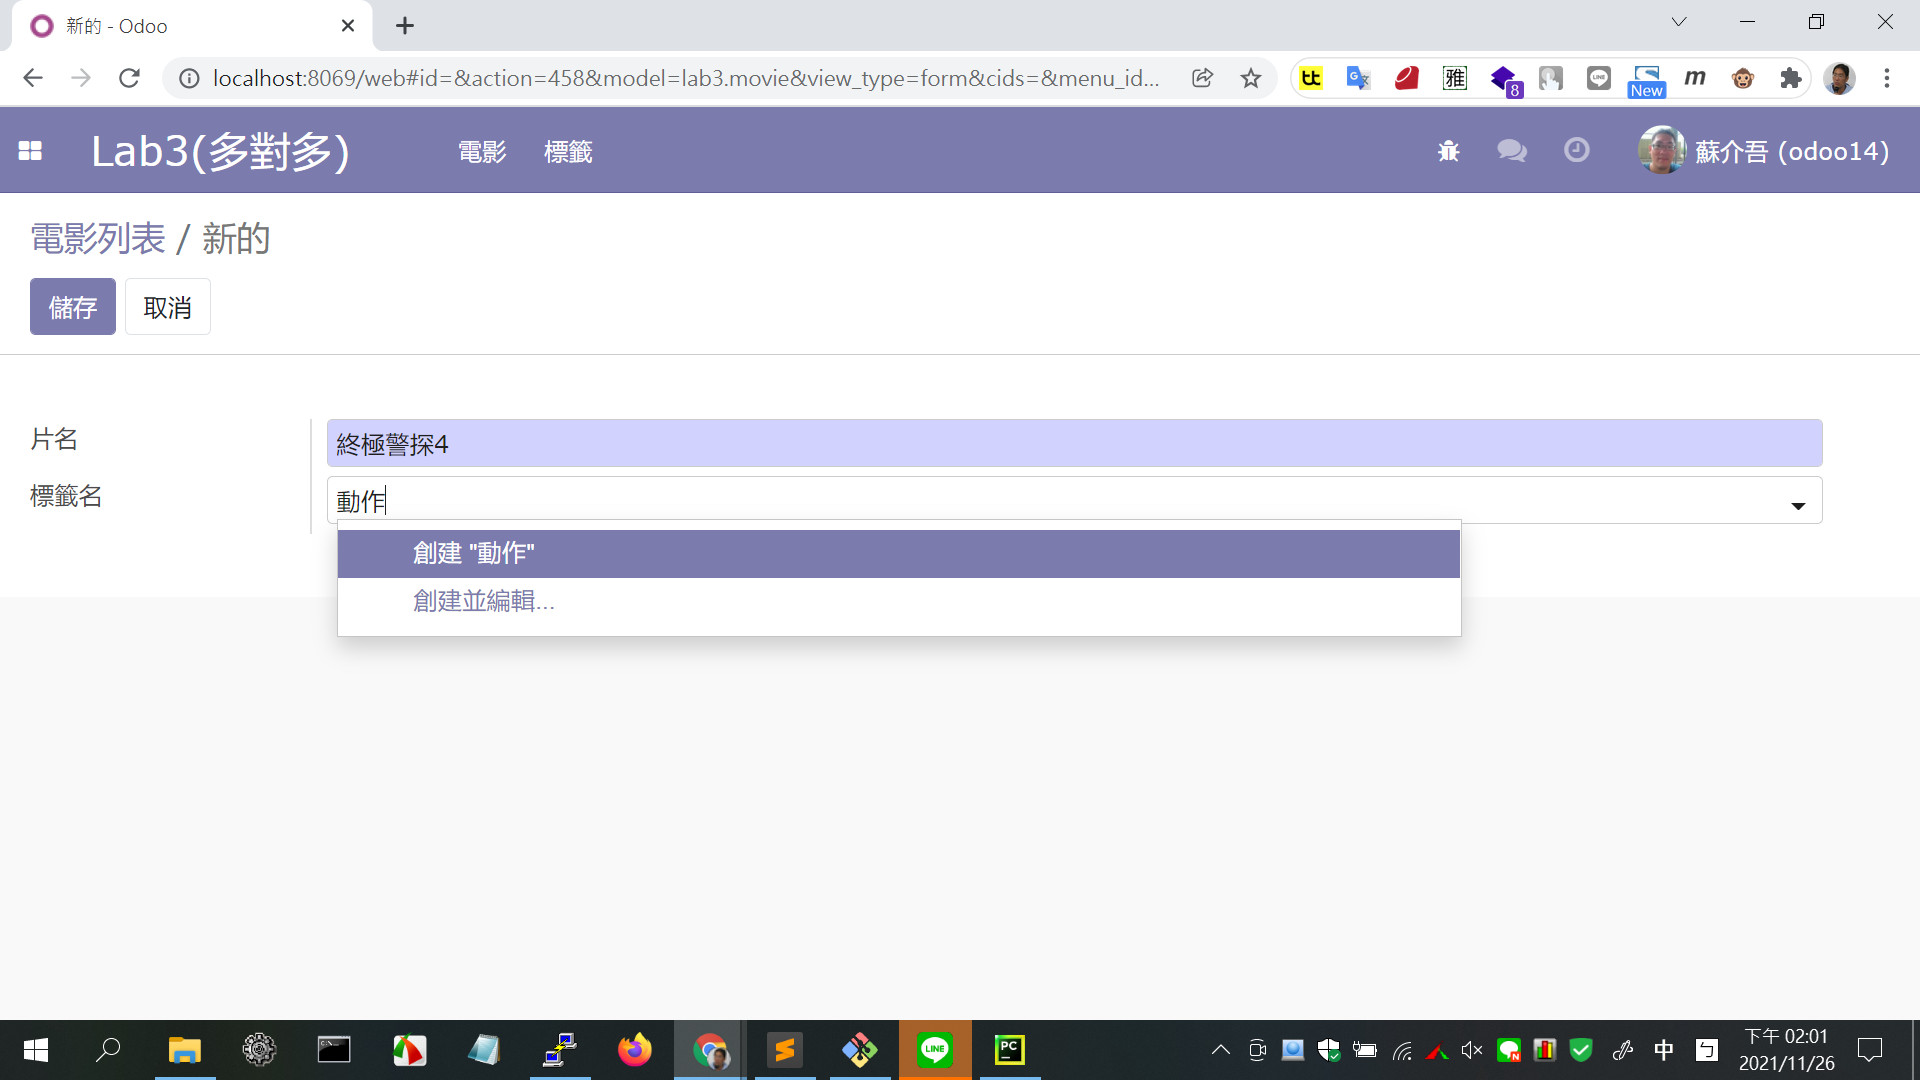 新的 - Odoo
localhost:8069/web#id=&action=458&model=lab3.movie&view_type=form&cids=&menu_id...
tt
雅
8
New
m
Lab3(多對多)
電影
標籤
蘇介吾 (odoo14)
電影列表 / 新的
儲存
取消
片名
終極警探4
標籤名
動作
創建 "動作"
創建並編輯...
LINE
PC
中
ㄅ
下午 02:01
2021/11/26